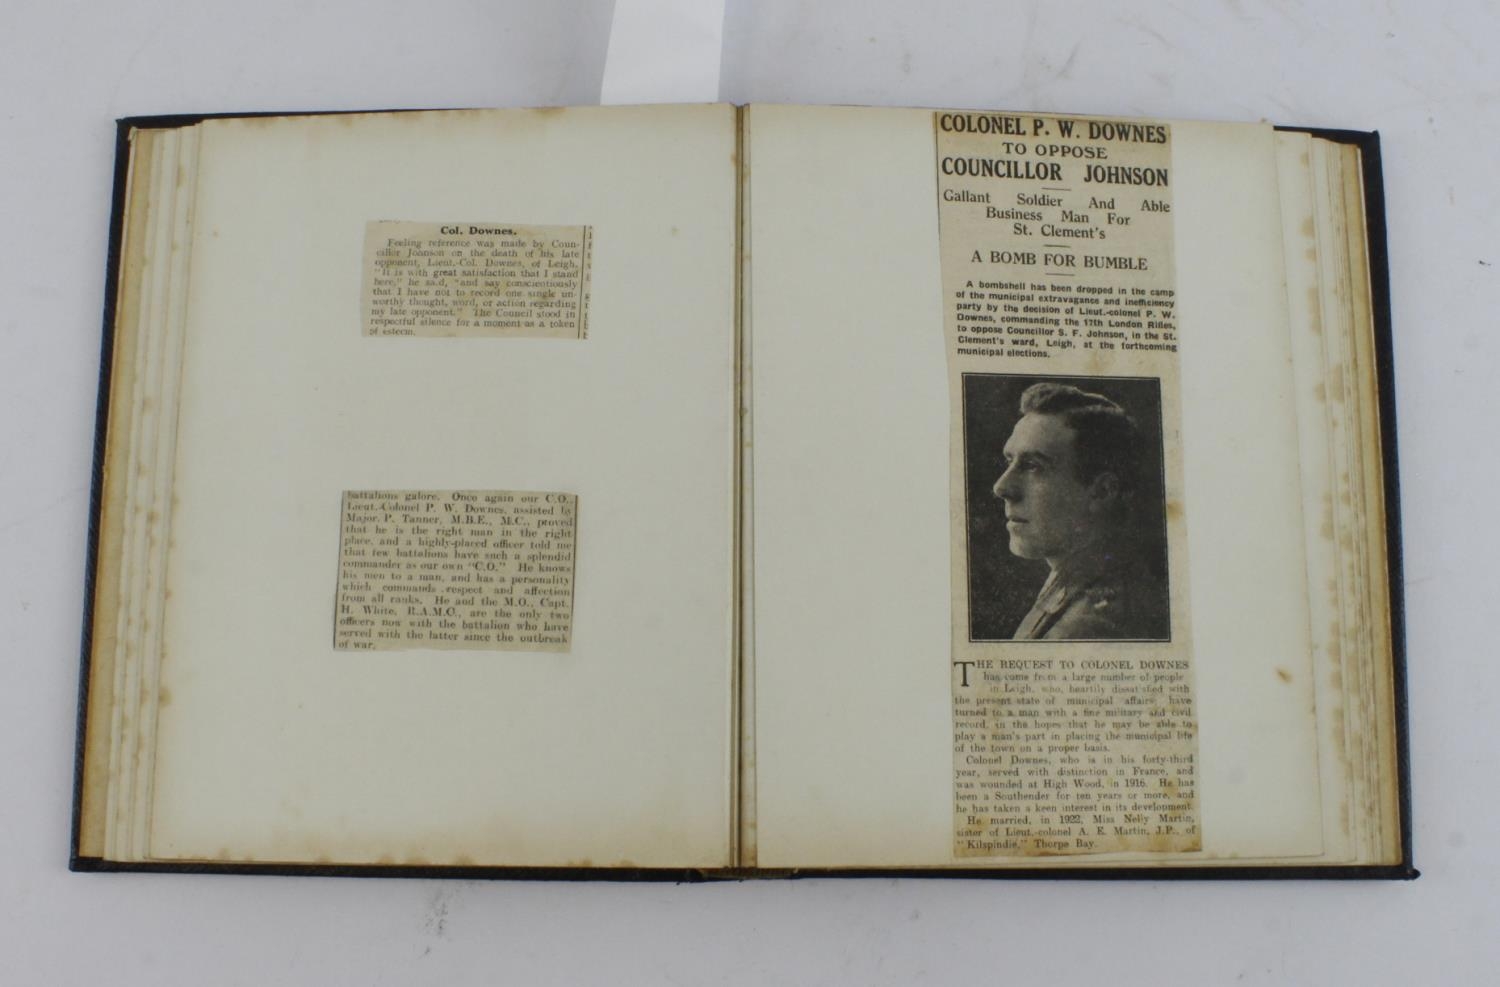 Col. Downes.
Feeling reference was made by Coun-
cillor Johnson on the death of his late
opponent, Lieut.-Col. Downes, of Leigh.
"It is with great satisfaction that I stand
here," he said, "and say conscientiously
that I have not to record one single un-
worthy thought, word, or action regarding
my late opponent." The Council stood in
respectful silence for a moment as a token
of esteem.
battalions galore. Once again our C.O.,
Lieut.-Colonel P. W. Downes, assisted by
Major P. Tanner, M.B.E., M.C., proved
that he is the right man in the right
place, and a highly-placed officer told me
that few battalions have such a splendid
commander as our own "C.O." He knows
his men to a man, and has a personality
which commands respect and affection
from all ranks. He and the M.O., Capt.
H. White, R.A.M.C., are the only two
officers now with the battalion who have
served with the latter since the outbreak
of war.
COLONEL P. W. DOWNES
TO OPPOSE
COUNCILLOR JOHNSON
Gallant Soldier And Able
Business Man For
St. Clement's
A BOMB FOR BUMBLE
A bombshell has been dropped in the camp
of the municipal extravagance and inefficiency
party by the decision of Lieut.-colonel P. W.
Downes, commanding the 17th London Rifles,
to oppose Councillor S. F. Johnson, in the St.
Clement's ward, Leigh, at the forthcoming
municipal elections.
THE REQUEST TO COLONEL DOWNES
has come from a large number of people
in Leigh, who, heartily dissatisfied with
the present state of municipal affairs, have
turned to a man with a fine military and civil
record, in the hopes that he may be able to
play a man's part in placing the municipal life
of the town on a proper basis.
Colonel Downes, who is in his forty-third
year, served with distinction in France, and
was wounded at High Wood, in 1916. He has
been a Southender for ten years or more, and
he has taken a keen interest in its development.
He married, in 1922, Miss Nelly Martin,
sister of Lieut.-colonel A. E. Martin, J.P., of
"Kilspindie," Thorpe Bay.